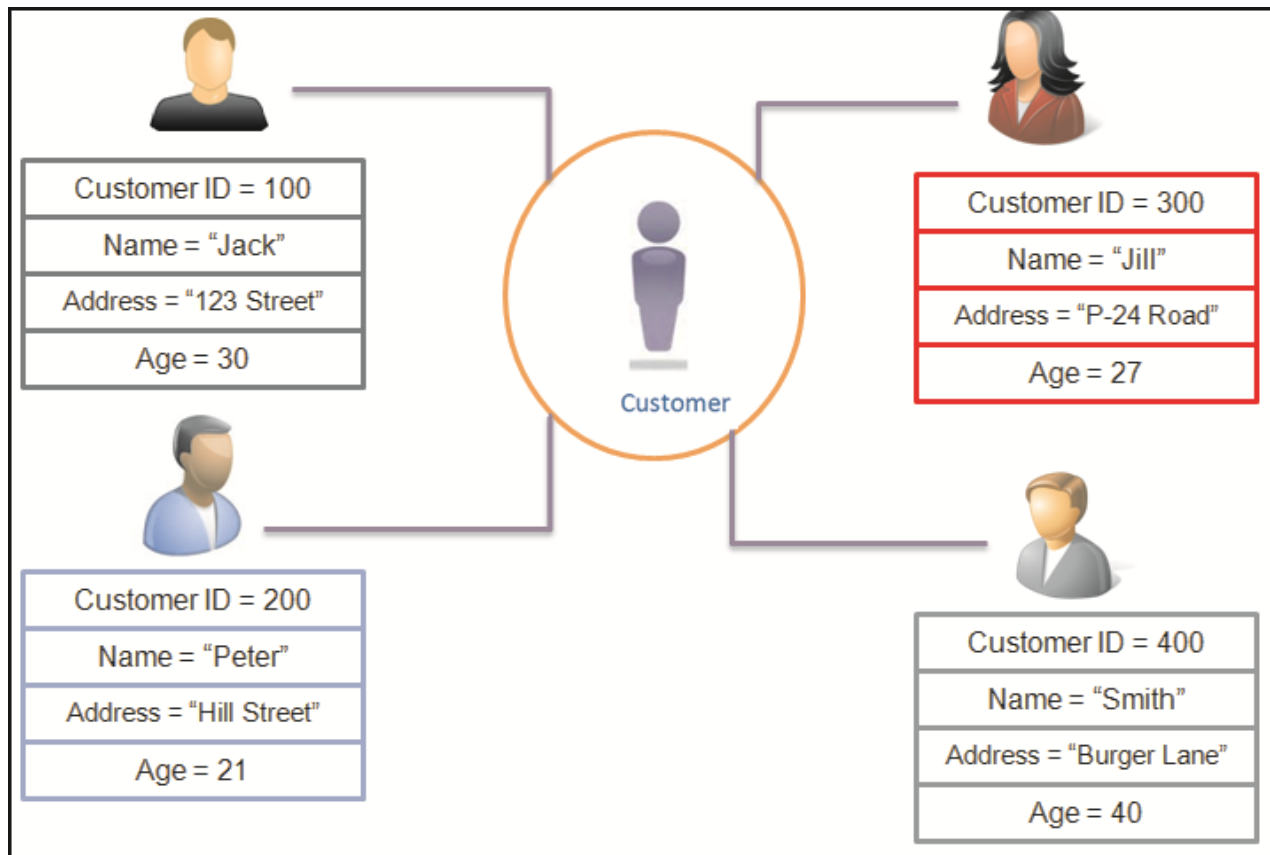 Customer ID = 100
Name = “Jack”
Address = “123 Street”
Age = 30
Customer ID = 300
Name = “Jill”
Address = “P-24 Road”
Age = 27
Customer
Customer ID = 200
Name = “Peter”
Address = “Hill Street”
Age = 21
Customer ID = 400
Name = “Smith”
Address = “Burger Lane”
Age = 40